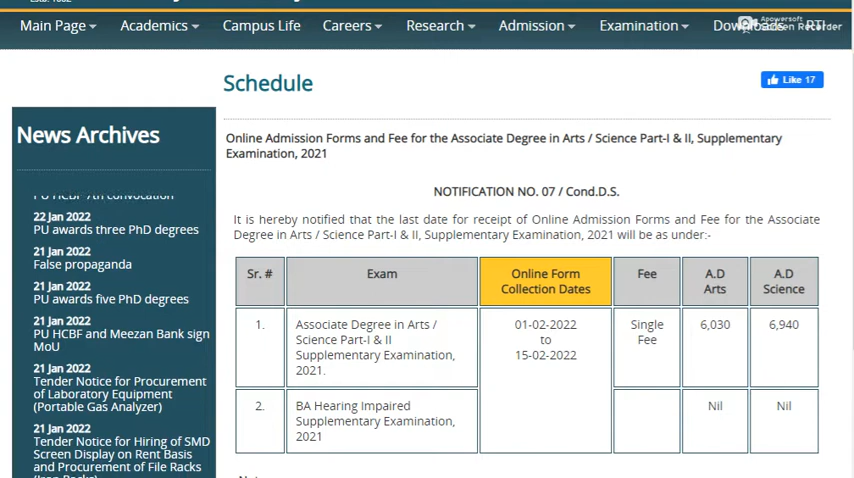 Main Page Academics Campus Life Careers Research Admission Examination Downloads RTI
Apowersoft
Screen Recorder
Schedule
Like 17
News Archives
Online Admission Forms and Fee for the Associate Degree in Arts / Science Part-I & II, Supplementary
Examination, 2021
NOTIFICATION NO. 07 / Cond.D.S.
It is hereby notified that the last date for receipt of Online Admission Forms and Fee for the Associate
Degree in Arts / Science Part-I & II, Supplementary Examination, 2021 will be as under:-
Sr. # Exam Online Form Collection Dates Fee A.D Arts A.D Science
1. Associate Degree in Arts / 01-02-2022 Single 6,030 6,940
Science Part-I & II to Fee
Supplementary Examination, 15-02-2022
2021.
2. BA Hearing Impaired Nil Nil
Supplementary Examination,
2021
PU HCBF 7th convocation
22 Jan 2022
PU awards three PhD degrees
21 Jan 2022
False propaganda
21 Jan 2022
PU awards five PhD degrees
21 Jan 2022
PU HCBF and Meezan Bank sign
MoU
21 Jan 2022
Tender Notice for Procurement
of Laboratory Equipment
(Portable Gas Analyzer)
21 Jan 2022
Tender Notice for Hiring of SMD
Screen Display on Rent Basis
and Procurement of File Racks